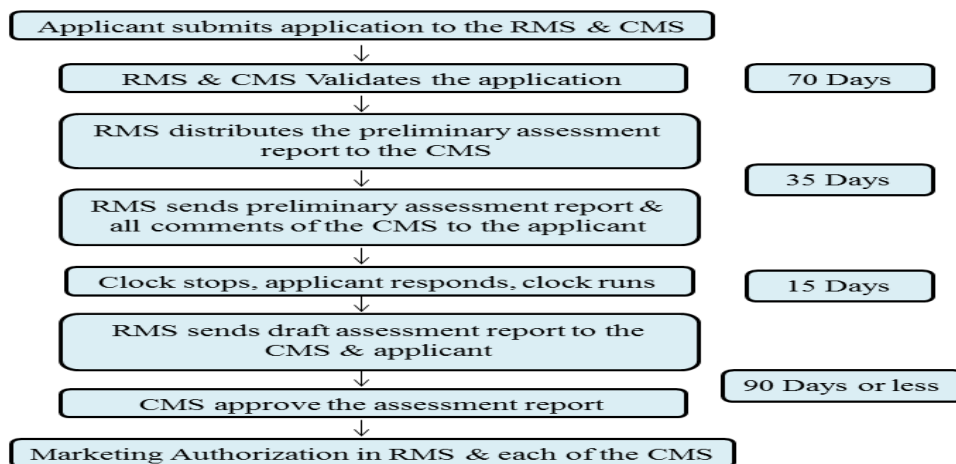 Applicant submits application to the RMS & CMS
RMS & CMS Validates the application
70 Days
RMS distributes the preliminary assessment
report to the CMS
35 Days
RMS sends preliminary assessment report &
all comments of the CMS to the applicant
Clock stops, applicant responds, clock runs
15 Days
RMS sends draft assessment report to the
CMS & applicant
90 Days or less
CMS approve the assessment report
Marketing Authorization in RMS & each of the CMS